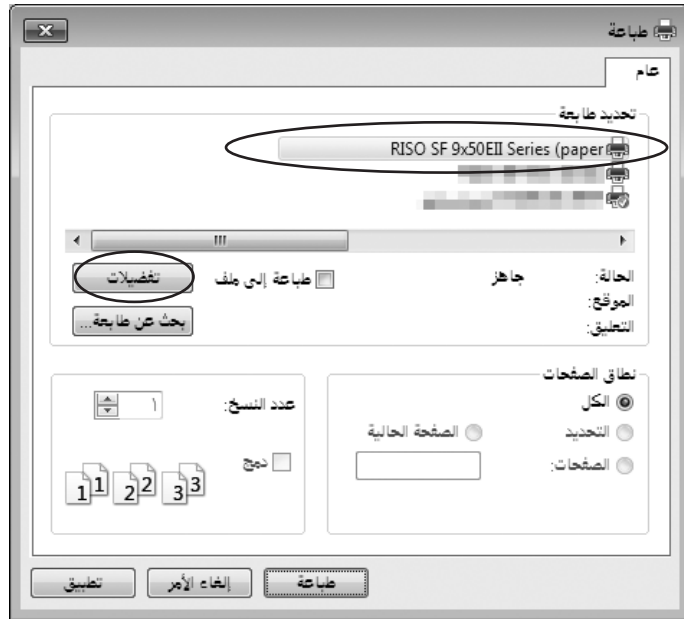 طباعة
عام
تحديد طابعة
RISO SF 9x50EII Series (paper
الحالة: جاهز
طباعة إلى ملف
تفضيلات
الموقع:
التعليق:
بحث عن طابعة...
نطاق الصفحات
الكل
التحديد
الصفحة الحالية
الصفحات:
عدد النسخ: ١
دمج
1 1 2 2 3 3
طباعة
إلغاء الأمر
تطبيق